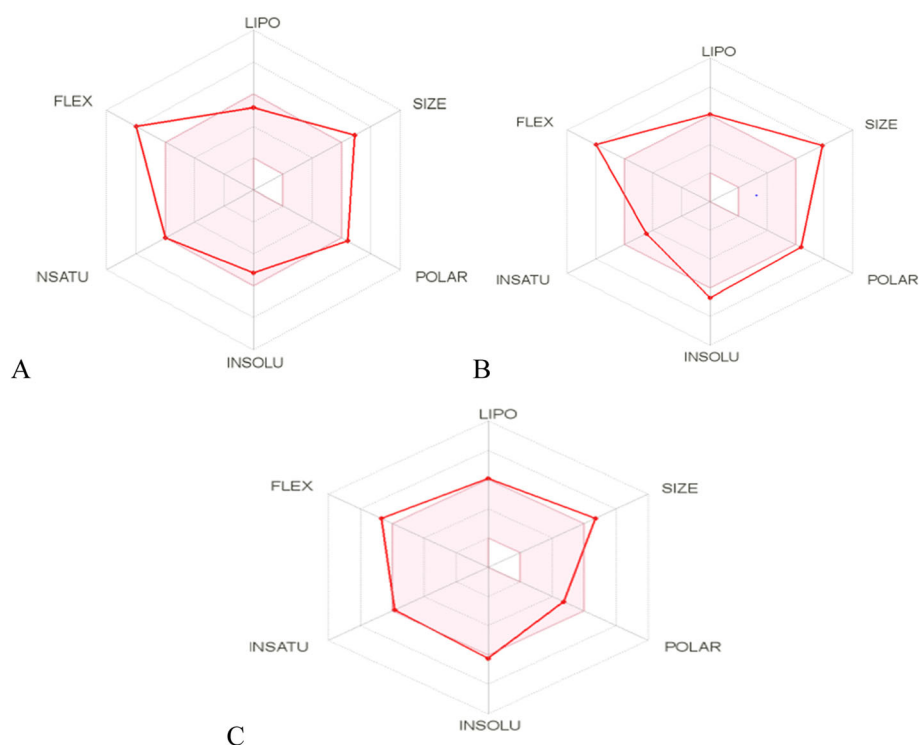 LIPO
FLEX
SIZE
NSATU
POLAR
INSOLU
A
LIPO
FLEX
SIZE
INSATU
POLAR
INSOLU
B
LIPO
FLEX
SIZE
INSATU
POLAR
INSOLU
C